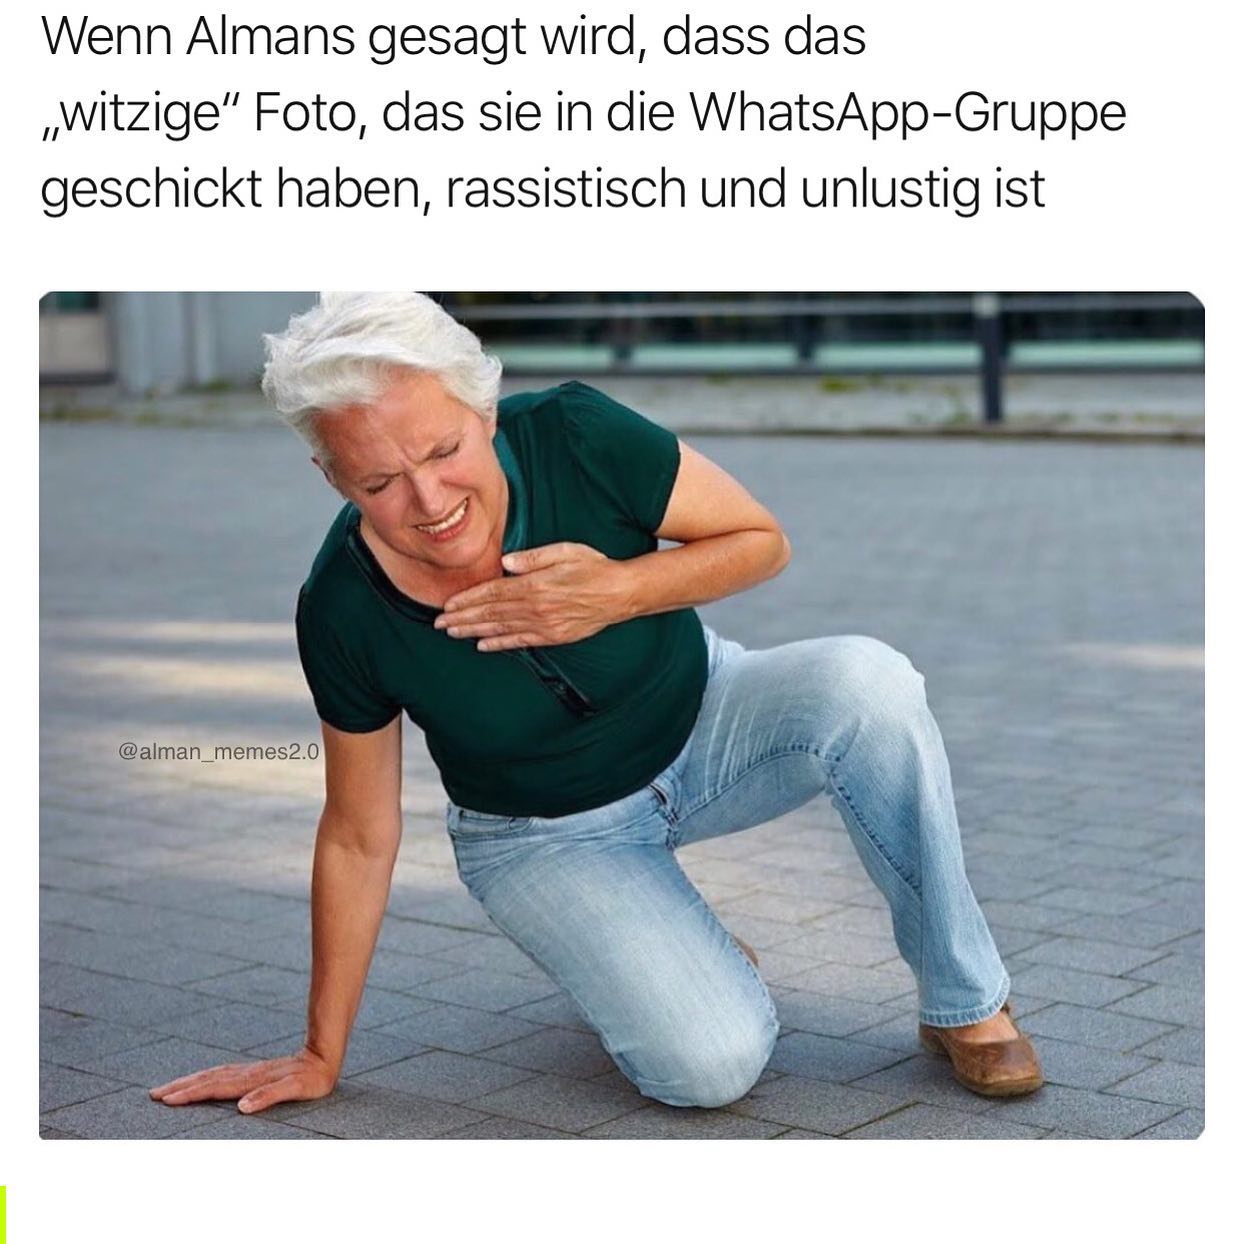 Wenn Almans gesagt wird, dass das
„witzige“ Foto, das sie in die WhatsApp-Gruppe
geschickt haben, rassistisch und unlustig ist
@alman_memes2.0